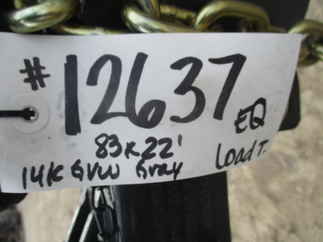 #12637
EQ
83x22'
Load T.
14K GVW Gray